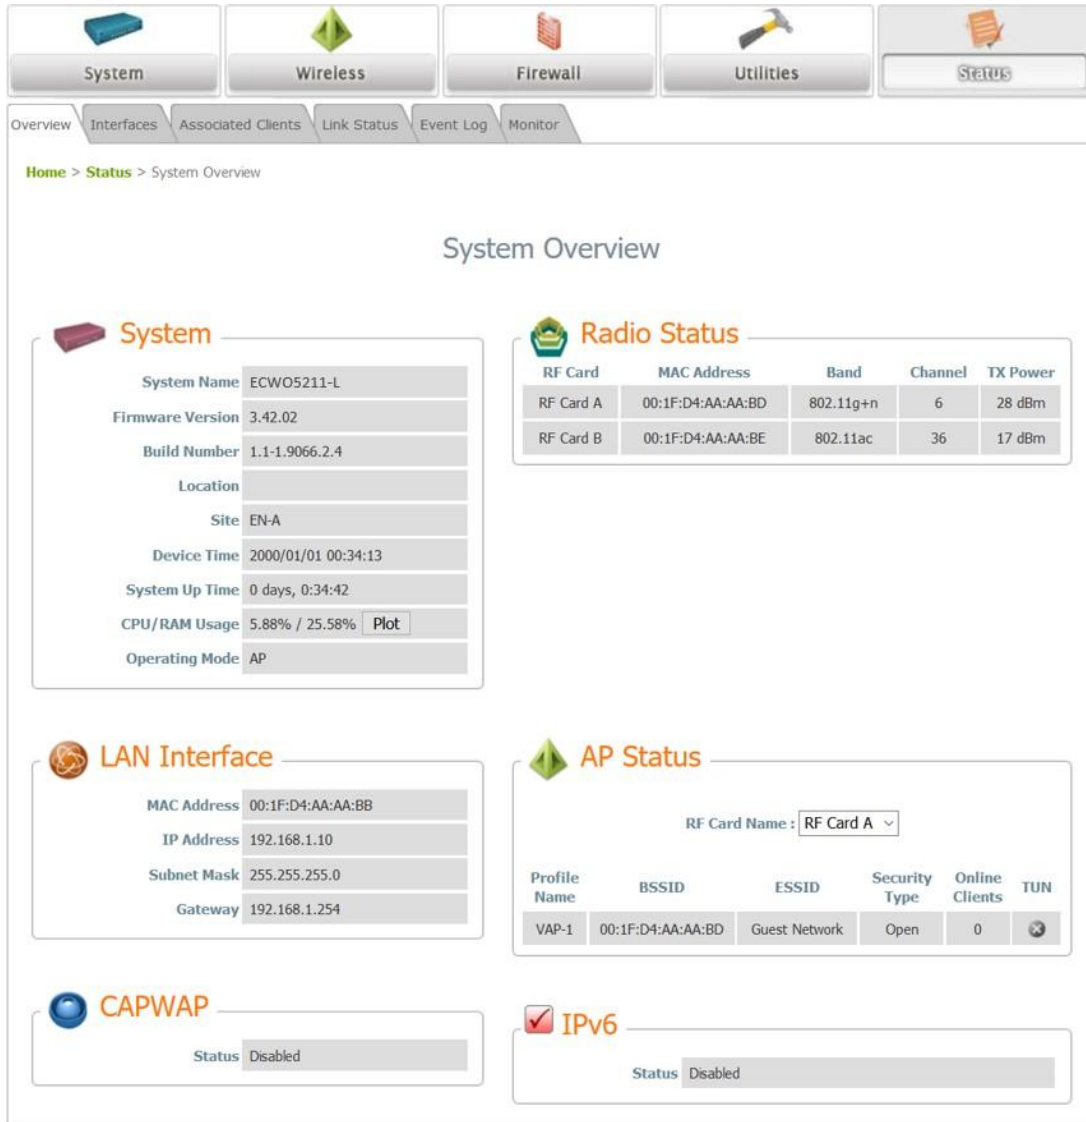 System Wireless Firewall Utilities Status
Overview Interfaces Associated Clients Link Status Event Log Monitor
Home > Status > System Overview
System Overview
System
System Name ECWO5211-L
Firmware Version 3.42.02
Build Number 1.1-1.9066.2.4
Location
Site EN-A
Device Time 2000/01/01 00:34:13
System Up Time 0 days, 0:34:42
CPU/RAM Usage 5.88% / 25.58% Plot
Operating Mode AP
Radio Status
RF Card MAC Address Band Channel TX Power
RF Card A 00:1F:D4:AA:AA:BD 802.11g+n 6 28 dBm
RF Card B 00:1F:D4:AA:AA:BE 802.11ac 36 17 dBm
LAN Interface
MAC Address 00:1F:D4:AA:AA:BB
IP Address 192.168.1.10
Subnet Mask 255.255.255.0
Gateway 192.168.1.254
AP Status
RF Card Name : RF Card A
Profile Name BSSID ESSID Security Type Online Clients TUN
VAP-1 00:1F:D4:AA:AA:BD Guest Network Open 0
CAPWAP
Status Disabled
IPv6
Status Disabled